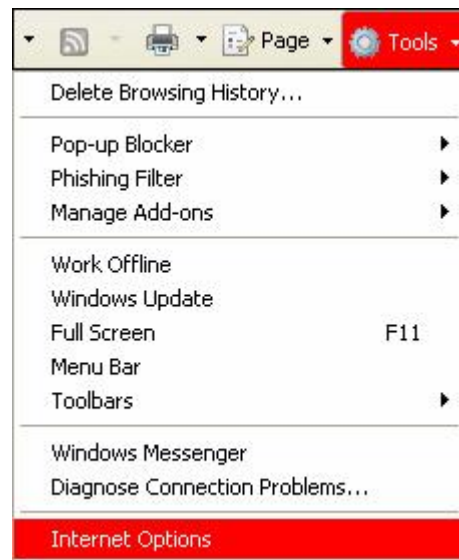 Page Tools
Delete Browsing History...
Pop-up Blocker
Phishing Filter
Manage Add-ons
Work Offline
Windows Update
Full Screen F11
Menu Bar
Toolbars
Windows Messenger
Diagnose Connection Problems...
Internet Options